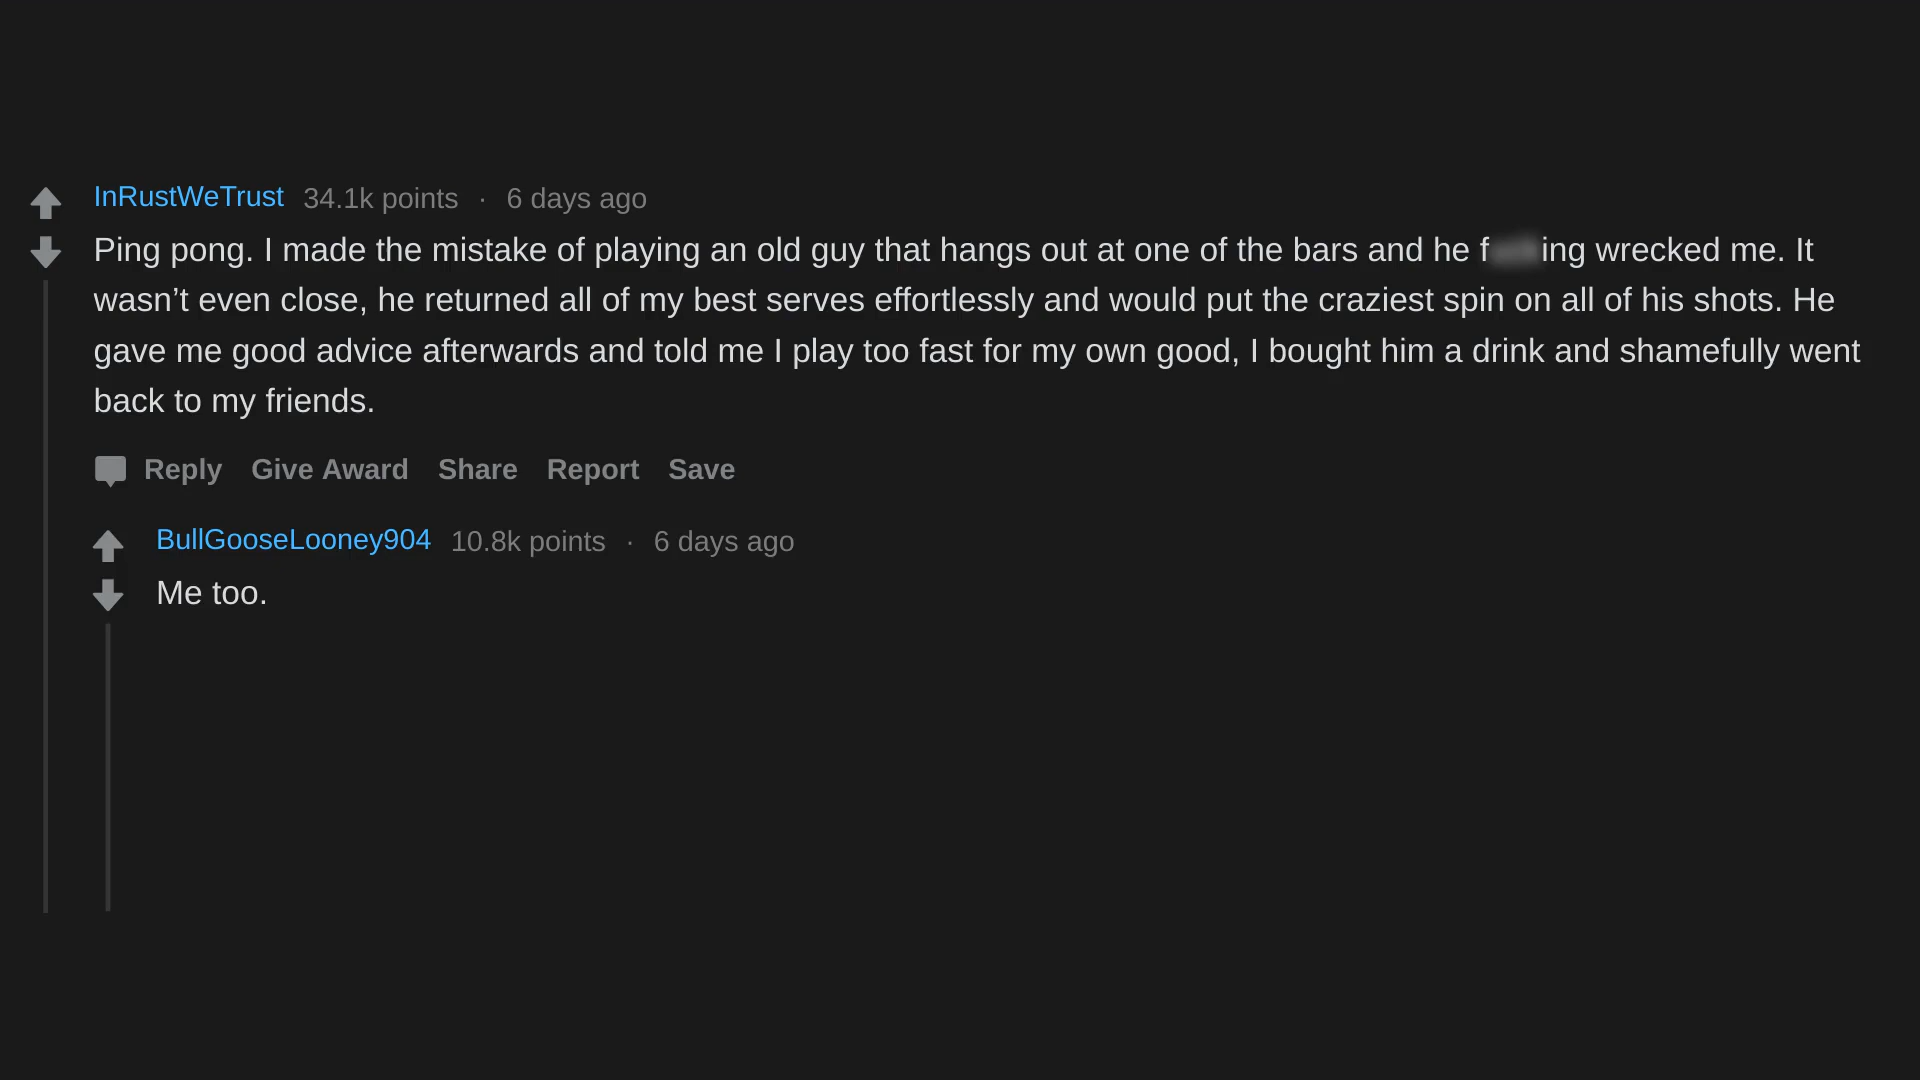 InRustWeTrust 34.1k points · 6 days ago
Ping pong. I made the mistake of playing an old guy that hangs out at one of the bars and he f ing wrecked me. It
wasn’t even close, he returned all of my best serves effortlessly and would put the craziest spin on all of his shots. He
gave me good advice afterwards and told me I play too fast for my own good, I bought him a drink and shamefully went
back to my friends.
Reply Give Award Share Report Save
BullGooseLooney904 10.8k points · 6 days ago
Me too.